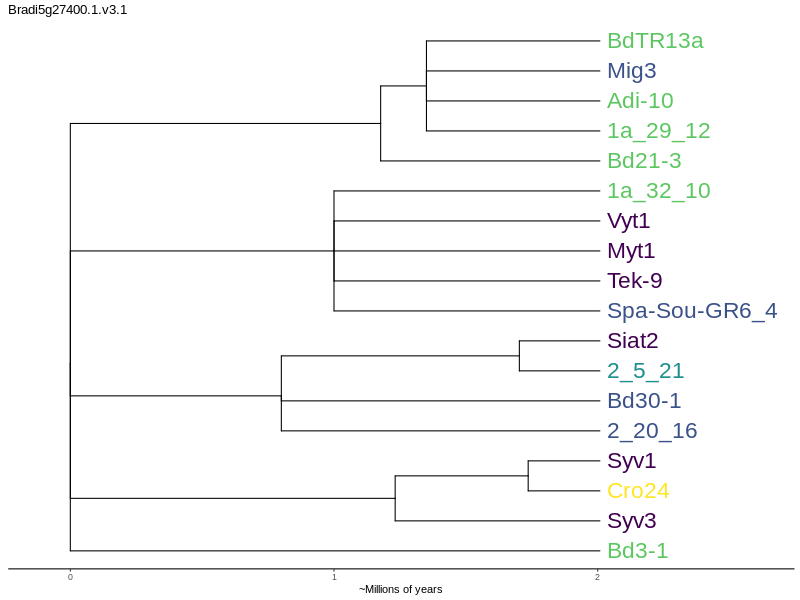 Bradi5g27400.1.v3.1
BdTR13a
Mig3
Adi-10
1a_29_12
Bd21-3
1a_32_10
Vyt1
Myt1
Tek-9
Spa-Sou-GR6_4
Siat2
2_5_21
Bd30-1
2_20_16
Syv1
Cro24
Syv3
Bd3-1
0 1 2
~Millions of years